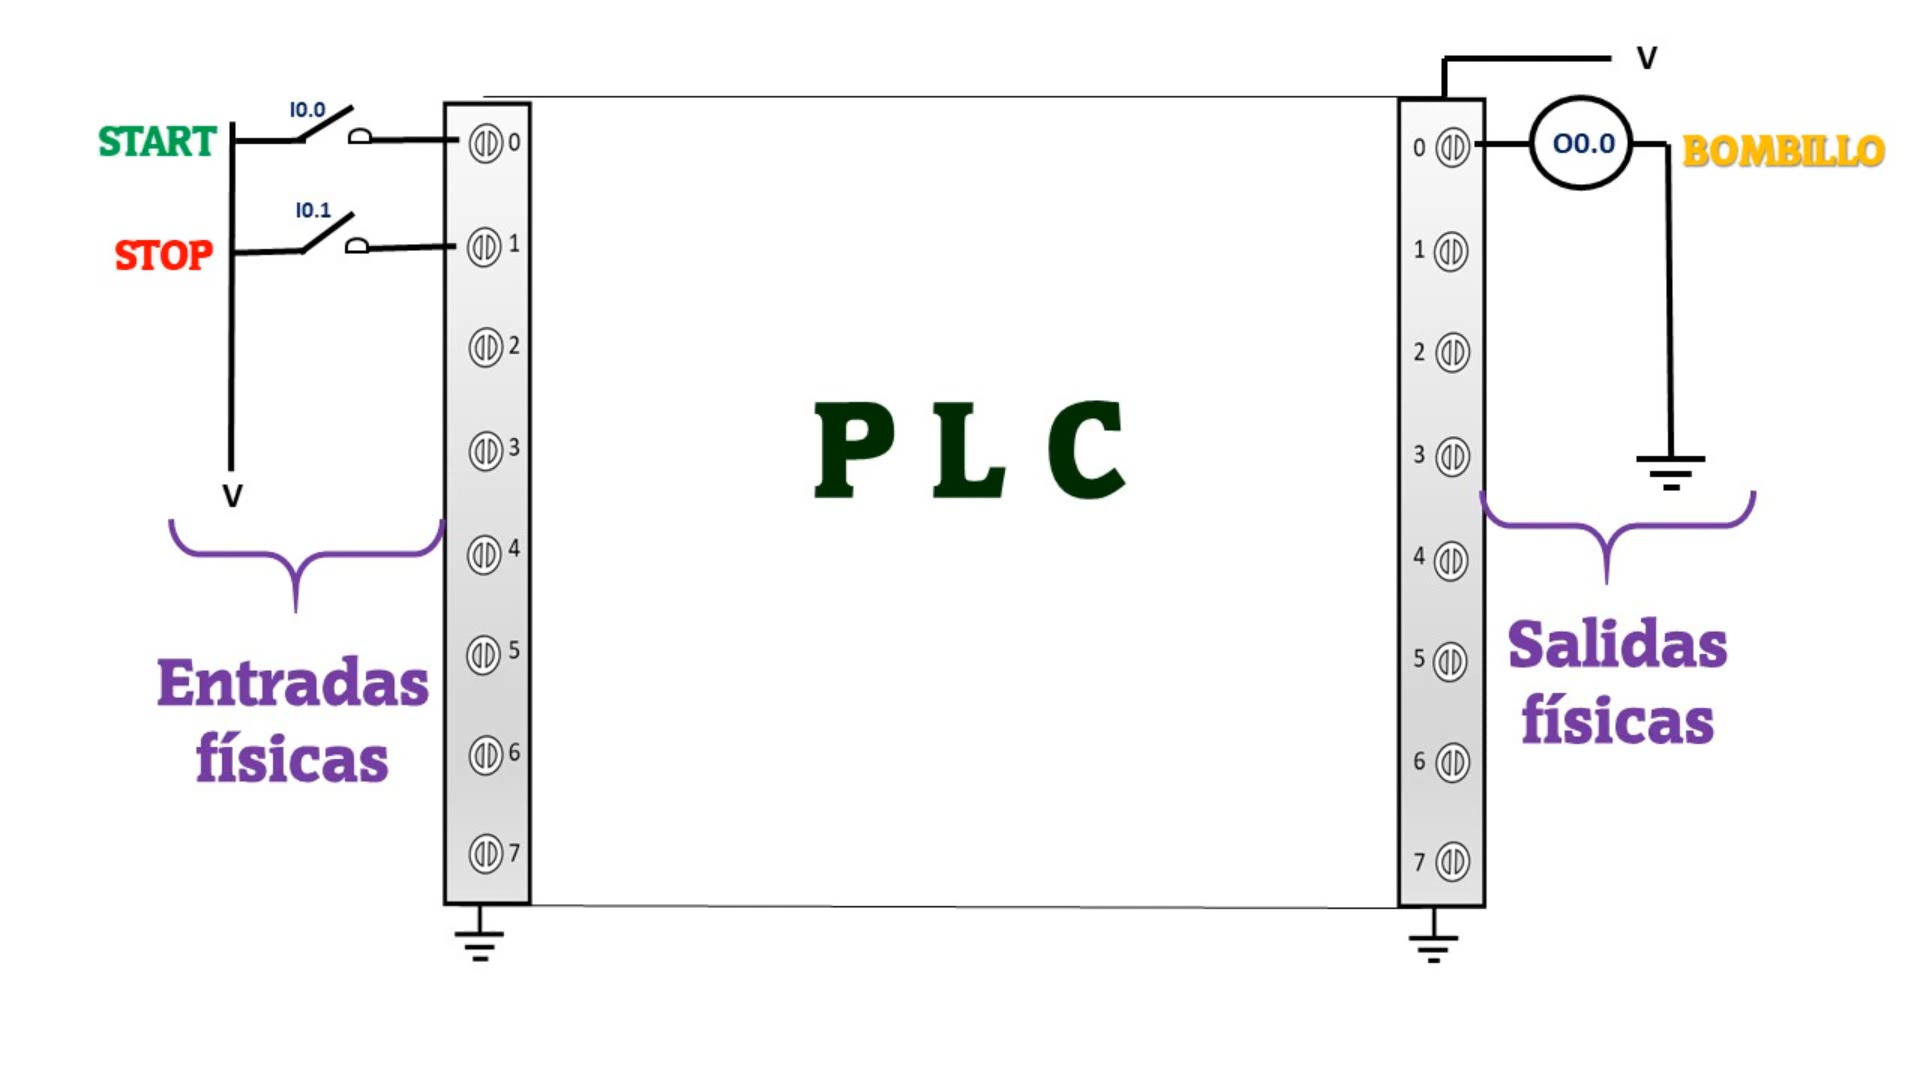 V
I0.0
START
0
0
O0.0
BOMBILLO
I0.1
STOP
1
1
2
2
3
3
P L C
V
4
4
5
5
Entradas
físicas
Salidas
físicas
6
6
7
7